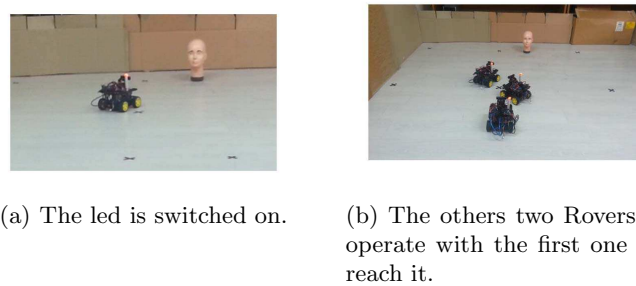 (a) The led is switched on.
(b) The others two Rovers
operate with the first one
reach it.